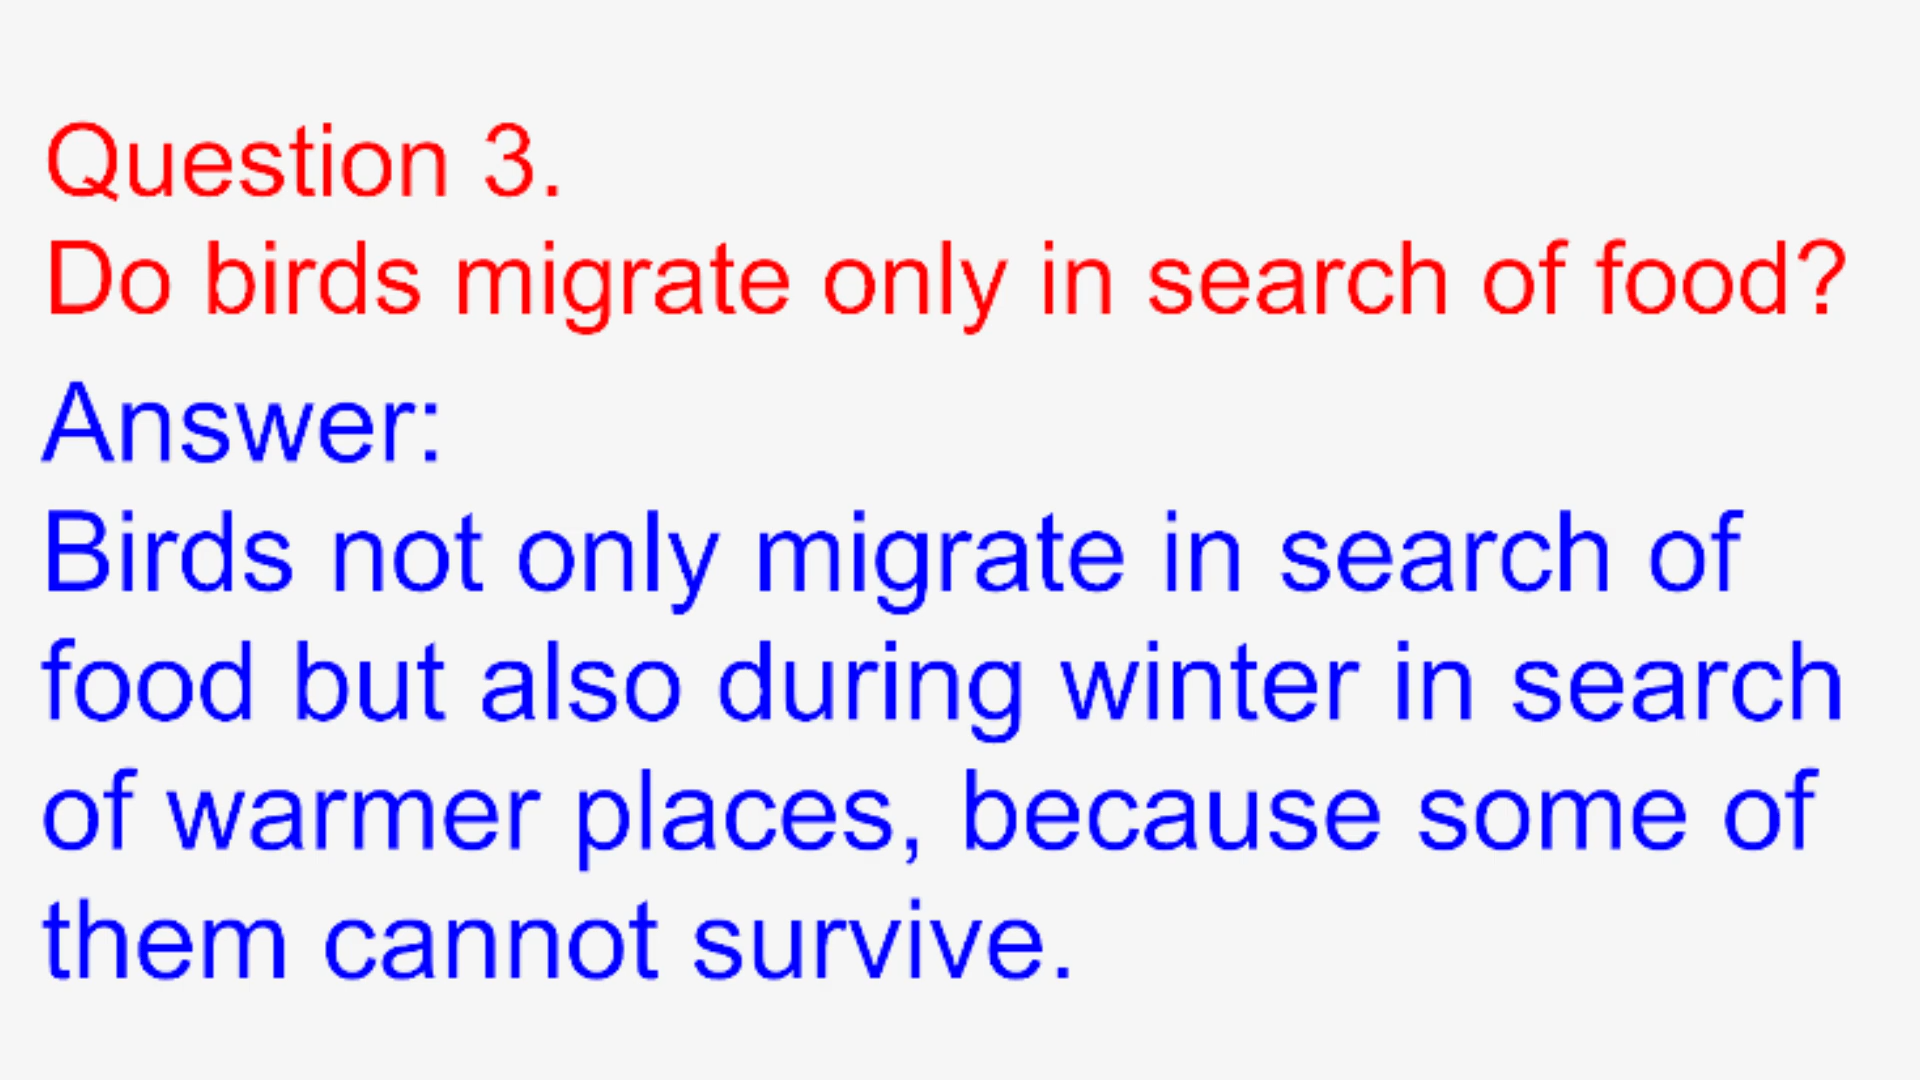 Question 3.
Do birds migrate only in search of food?
Answer:
Birds not only migrate in search of
food but also during winter in search
of warmer places, because some of
them cannot survive.